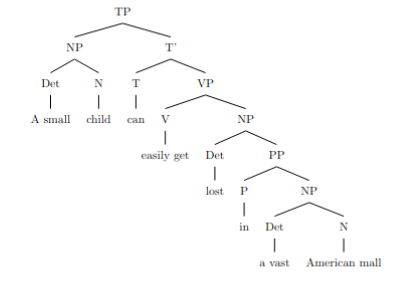 TP
NP T'
Det N T VP
A small child can V NP
easily get Det PP
lost P NP
in Det N
a vast American mall